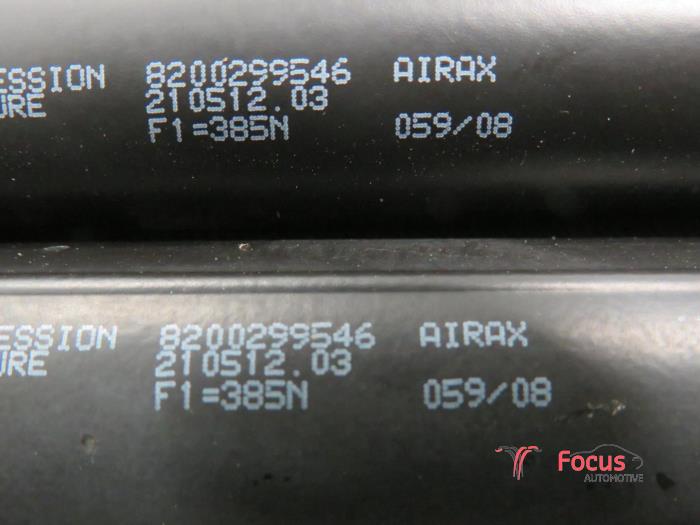 ESSION 8200299546 AIRAX
URE 210512.03
F1=385N 059/08
ESSION 8200299546 AIRAX
URE 210512.03
F1=385N 059/08
Focus
AUTOMOTIVE